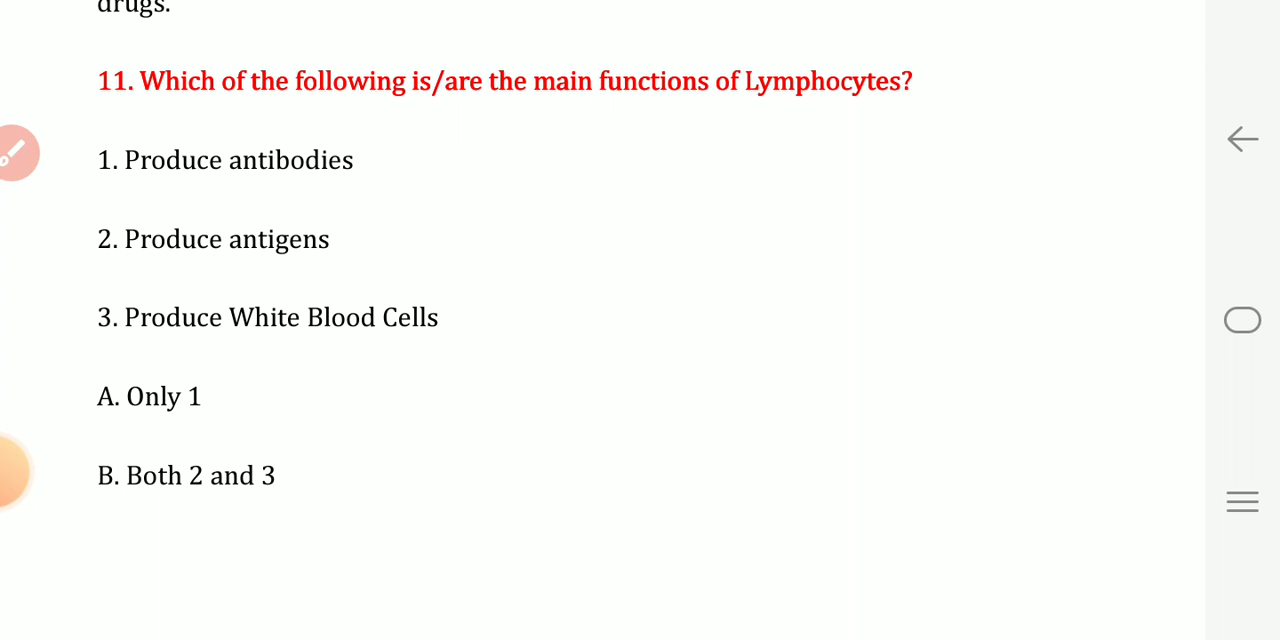 drugs.
11. Which of the following is/are the main functions of Lymphocytes?
1. Produce antibodies
2. Produce antigens
3. Produce White Blood Cells
A. Only 1
B. Both 2 and 3